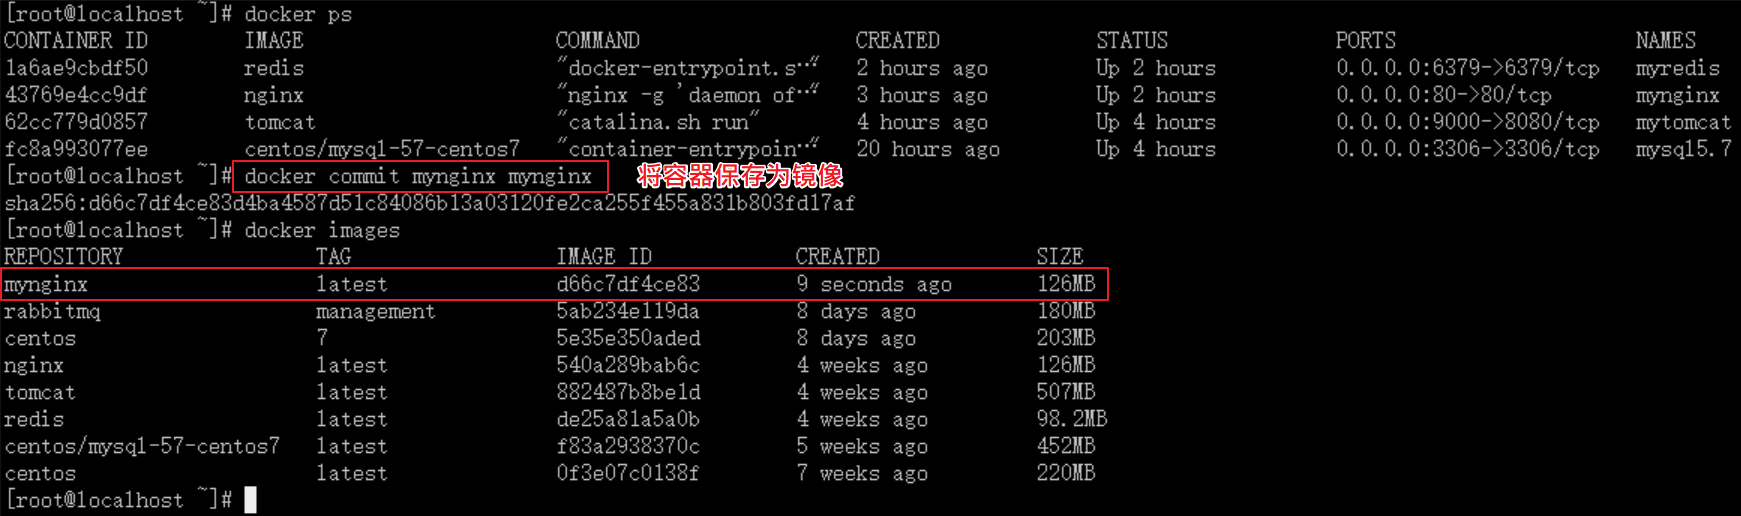 [root@localhost ~]# docker ps
CONTAINER ID IMAGE COMMAND CREATED STATUS PORTS NAMES
1a6ae9cbdf50 redis "docker-entrypoint.s…" 2 hours ago Up 2 hours 0.0.0.0:6379->6379/tcp myredis
43769e4cc9df nginx "nginx -g 'daemon of…" 3 hours ago Up 2 hours 0.0.0.0:80->80/tcp mynginx
62cc779d0857 tomcat "catalina.sh run" 4 hours ago Up 4 hours 0.0.0.0:9000->8080/tcp mytomcat
fc8a993077ee centos/mysql-57-centos7 "container-entrypoin…" 20 hours ago Up 4 hours 0.0.0.0:3306->3306/tcp mysql5.7
[root@localhost ~]# docker commit mynginx mynginx 将容器保存为镜像
sha256:d66c7df4ce83d4ba4587d51c84086b13a03120fe2ca255f455a831b803fd17af
[root@localhost ~]# docker images
REPOSITORY TAG IMAGE ID CREATED SIZE
mynginx latest d66c7df4ce83 9 seconds ago 126MB
rabbitmq management 5ab234e119da 8 days ago 180MB
centos 7 5e35e350aded 8 days ago 203MB
nginx latest 540a289bab6c 4 weeks ago 126MB
tomcat latest 882487b8be1d 4 weeks ago 507MB
redis latest de25a81a5a0b 4 weeks ago 98.2MB
centos/mysql-57-centos7 latest f83a2938370c 5 weeks ago 452MB
centos latest 0f3e07c0138f 7 weeks ago 220MB
[root@localhost ~]#